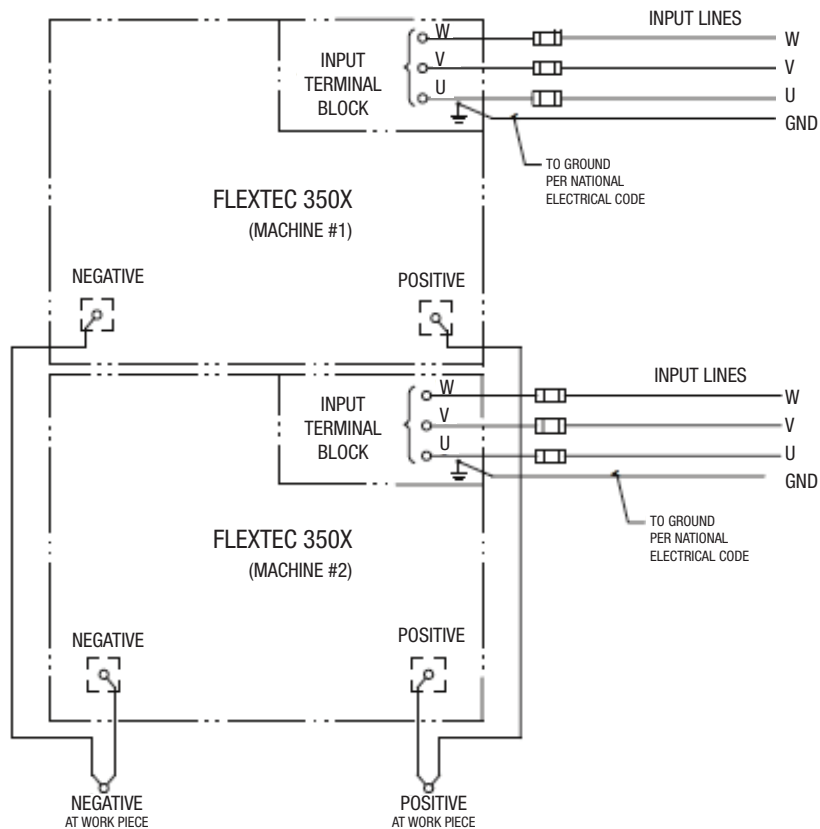 INPUT LINES
W
W
INPUT
TERMINAL
BLOCK
V
V
U
U
GND
TO GROUND
PER NATIONAL
ELECTRICAL CODE
FLEXTEC 350X
(MACHINE #1)
NEGATIVE
POSITIVE
INPUT LINES
W
W
INPUT
TERMINAL
BLOCK
V
V
U
U
GND
TO GROUND
PER NATIONAL
ELECTRICAL CODE
FLEXTEC 350X
(MACHINE #2)
NEGATIVE
POSITIVE
NEGATIVE
AT WORK PIECE
POSITIVE
AT WORK PIECE